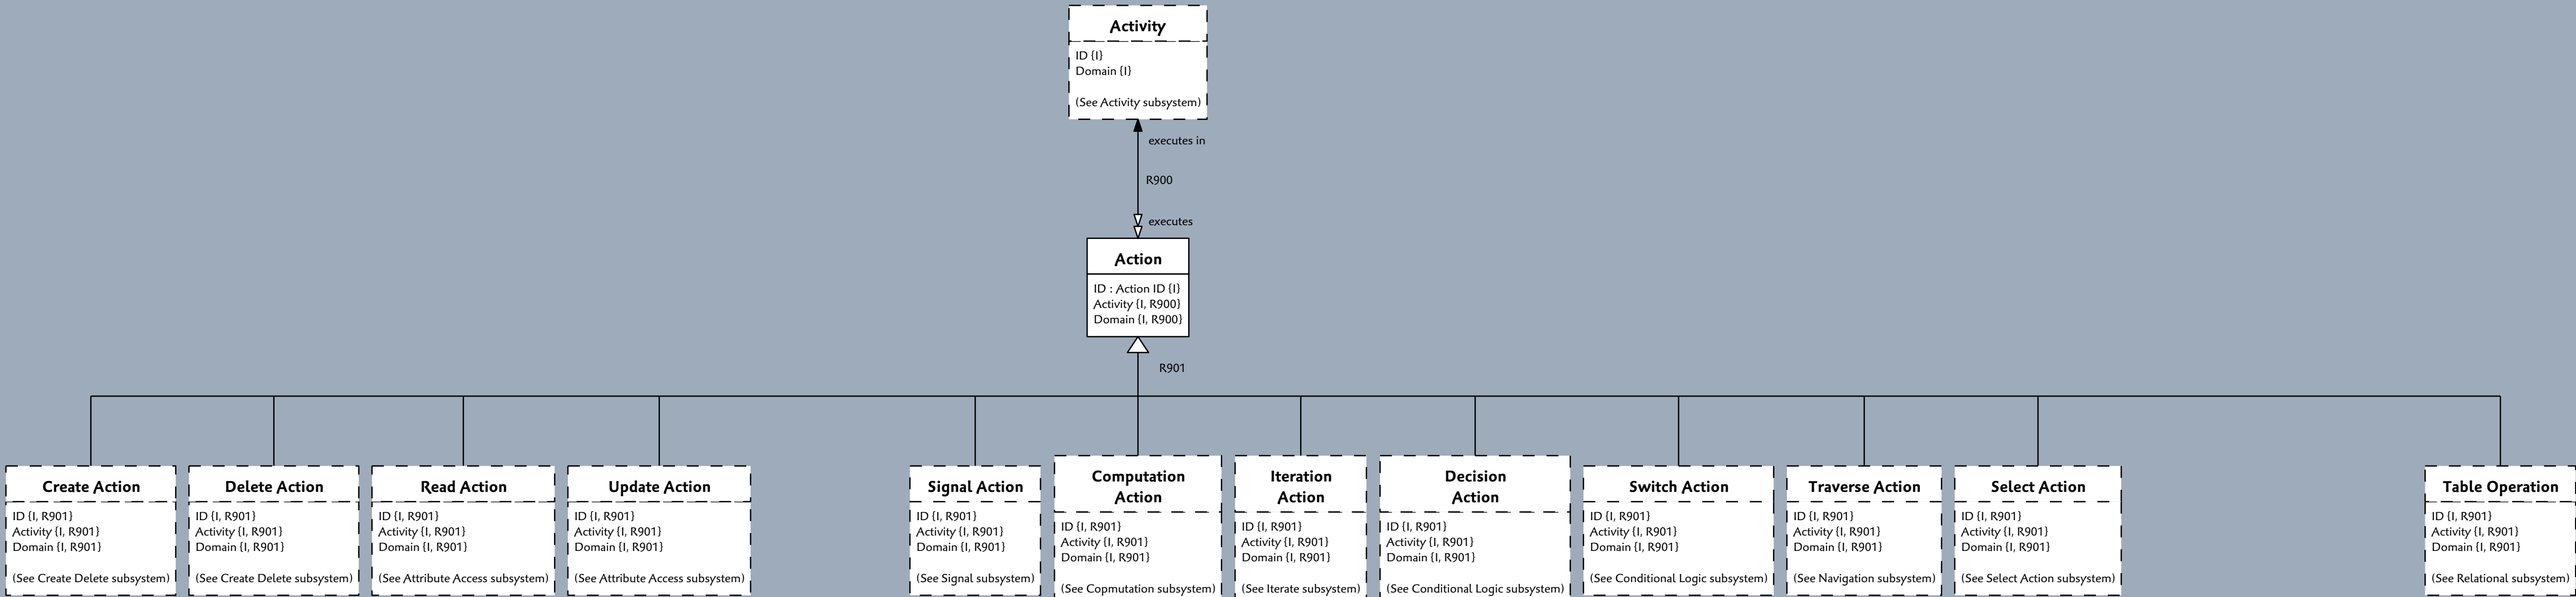 Activity
ID {I}
Domain {I}
(See Activity subsystem)
executes in
R900
executes
Action
ID : Action ID {I}
Activity {I, R900}
Domain {I, R900}
R901
Create Action
ID {I, R901}
Activity {I, R901}
Domain {I, R901}
(See Create Delete subsystem)
Delete Action
ID {I, R901}
Activity {I, R901}
Domain {I, R901}
(See Create Delete subsystem)
Read Action
ID {I, R901}
Activity {I, R901}
Domain {I, R901}
(See Attribute Access subsystem)
Update Action
ID {I, R901}
Activity {I, R901}
Domain {I, R901}
(See Attribute Access subsystem)
Signal Action
ID {I, R901}
Activity {I, R901}
Domain {I, R901}
(See Signal subsystem)
Computation
Action
ID {I, R901}
Activity {I, R901}
Domain {I, R901}
(See Copmutation subsystem)
Iteration
Action
ID {I, R901}
Activity {I, R901}
Domain {I, R901}
(See Iterate subsystem)
Decision
Action
ID {I, R901}
Activity {I, R901}
Domain {I, R901}
(See Conditional Logic subsystem)
Switch Action
ID {I, R901}
Activity {I, R901}
Domain {I, R901}
(See Conditional Logic subsystem)
Traverse Action
ID {I, R901}
Activity {I, R901}
Domain {I, R901}
(See Navigation subsystem)
Select Action
ID {I, R901}
Activity {I, R901}
Domain {I, R901}
(See Select Action subsystem)
Table Operation
ID {I, R901}
Activity {I, R901}
Domain {I, R901}
(See Relational subsystem)